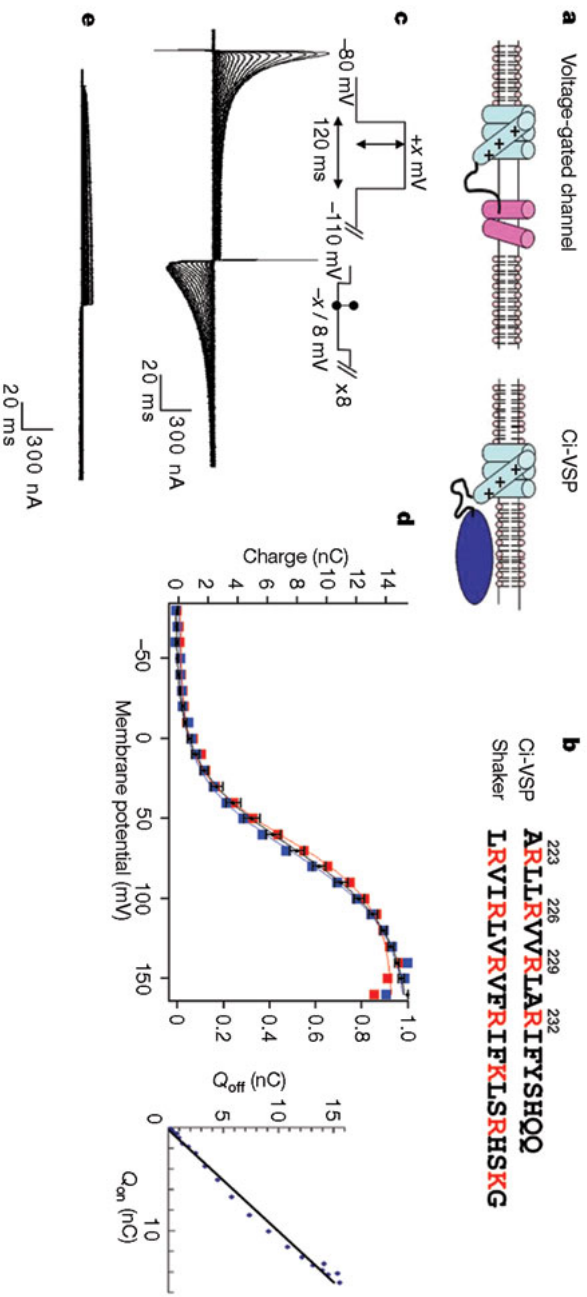 a
Voltage-gated channel
Ci-VSP
+ + +
+ + +
b
223 226 229 232
Ci-VSP ARLLRVVRLARIFYSHQQ
Shaker LRVIRLVRVFRIFKLSRHSKG
c
+x mV
–80 mV
120 ms
–110 mV
–x / 8 mV
x8
300 nA
20 ms
d
Charge (nC)
0 2 4 6 8 10 12 14
–50 0 50 100 150
Membrane potential (mV)
0 0.2 0.4 0.6 0.8 1.0
Qoff (nC)
0 5 10 15
10
Qon (nC)
e
300 nA
20 ms